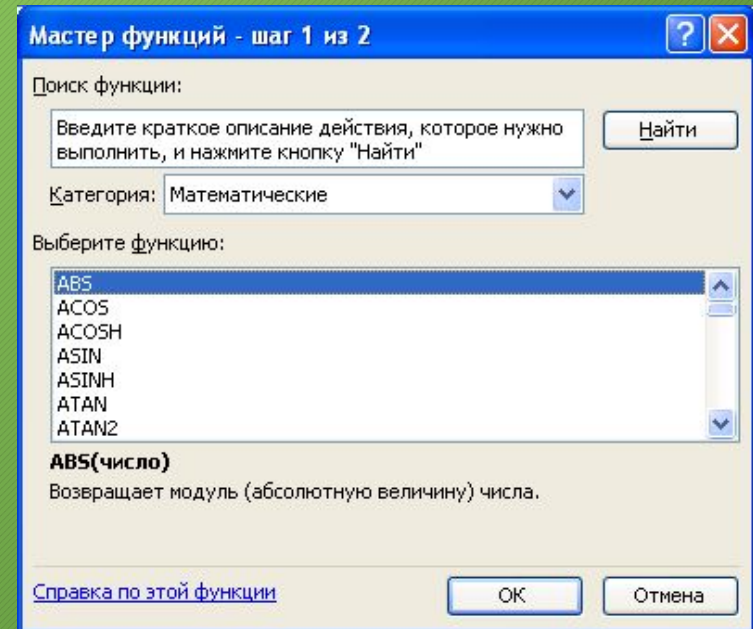 Мастер функций - шаг 1 из 2
Поиск функции:
Введите краткое описание действия, которое нужно
выполнить, и нажмите кнопку "Найти"
Найти
Категория: Математические
Выберите функцию:
ABS
ACOS
ACOSH
ASIN
ASINH
ATAN
ATAN2
ABS(число)
Возвращает модуль (абсолютную величину) числа.
Справка по этой функции
ОК
Отмена